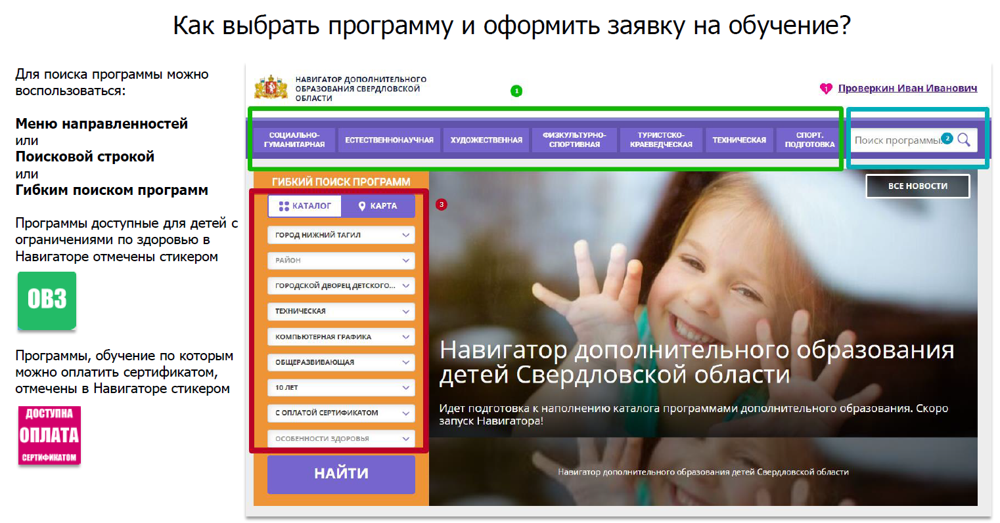 Как выбрать программу и оформить заявку на обучение?
Для поиска программы можно
воспользоваться:
Меню направленностей
или
Поисковой строкой
или
Гибким поиском программ
Программы доступные для детей с
ограничениями по здоровью в
Навигаторе отмечены стикером
ОВЗ
Программы, обучение по которым
можно оплатить сертификатом,
отмечены в Навигаторе стикером
ДОСТУПНА
ОПЛАТА
СЕРТИФИКАТОМ
НАВИГАТОР ДОПОЛНИТЕЛЬНОГО
ОБРАЗОВАНИЯ СВЕРДЛОВСКОЙ
ОБЛАСТИ
1
1 Проверкин Иван Иванович
СОЦИАЛЬНО-
ГУМАНИТАРНАЯ
ЕСТЕСТВЕННОНАУЧНАЯ
ХУДОЖЕСТВЕННАЯ
ФИЗКУЛЬТУРНО-
СПОРТИВНАЯ
ТУРИСТСКО-
КРАЕВЕДЧЕСКАЯ
ТЕХНИЧЕСКАЯ
СПОРТ.
ПОДГОТОВКА
Поиск программы. 2
ГИБКИЙ ПОИСК ПРОГРАММ
КАТАЛОГ
КАРТА
3
ГОРОД НИЖНИЙ ТАГИЛ
РАЙОН
ГОРОДСКОЙ ДВОРЕЦ ДЕТСКОГО...
ТЕХНИЧЕСКАЯ
КОМПЬЮТЕРНАЯ ГРАФИКА
ОБЩЕРАЗВИВАЮЩАЯ
10 ЛЕТ
С ОПЛАТОЙ СЕРТИФИКАТОМ
ОСОБЕННОСТИ ЗДОРОВЬЯ
НАЙТИ
ВСЕ НОВОСТИ
Навигатор дополнительного образования
детей Свердловской области
Идет подготовка к наполнению каталога программами дополнительного образования. Скоро
запуск Навигатора!
Навигатор дополнительного образования детей Свердловской области